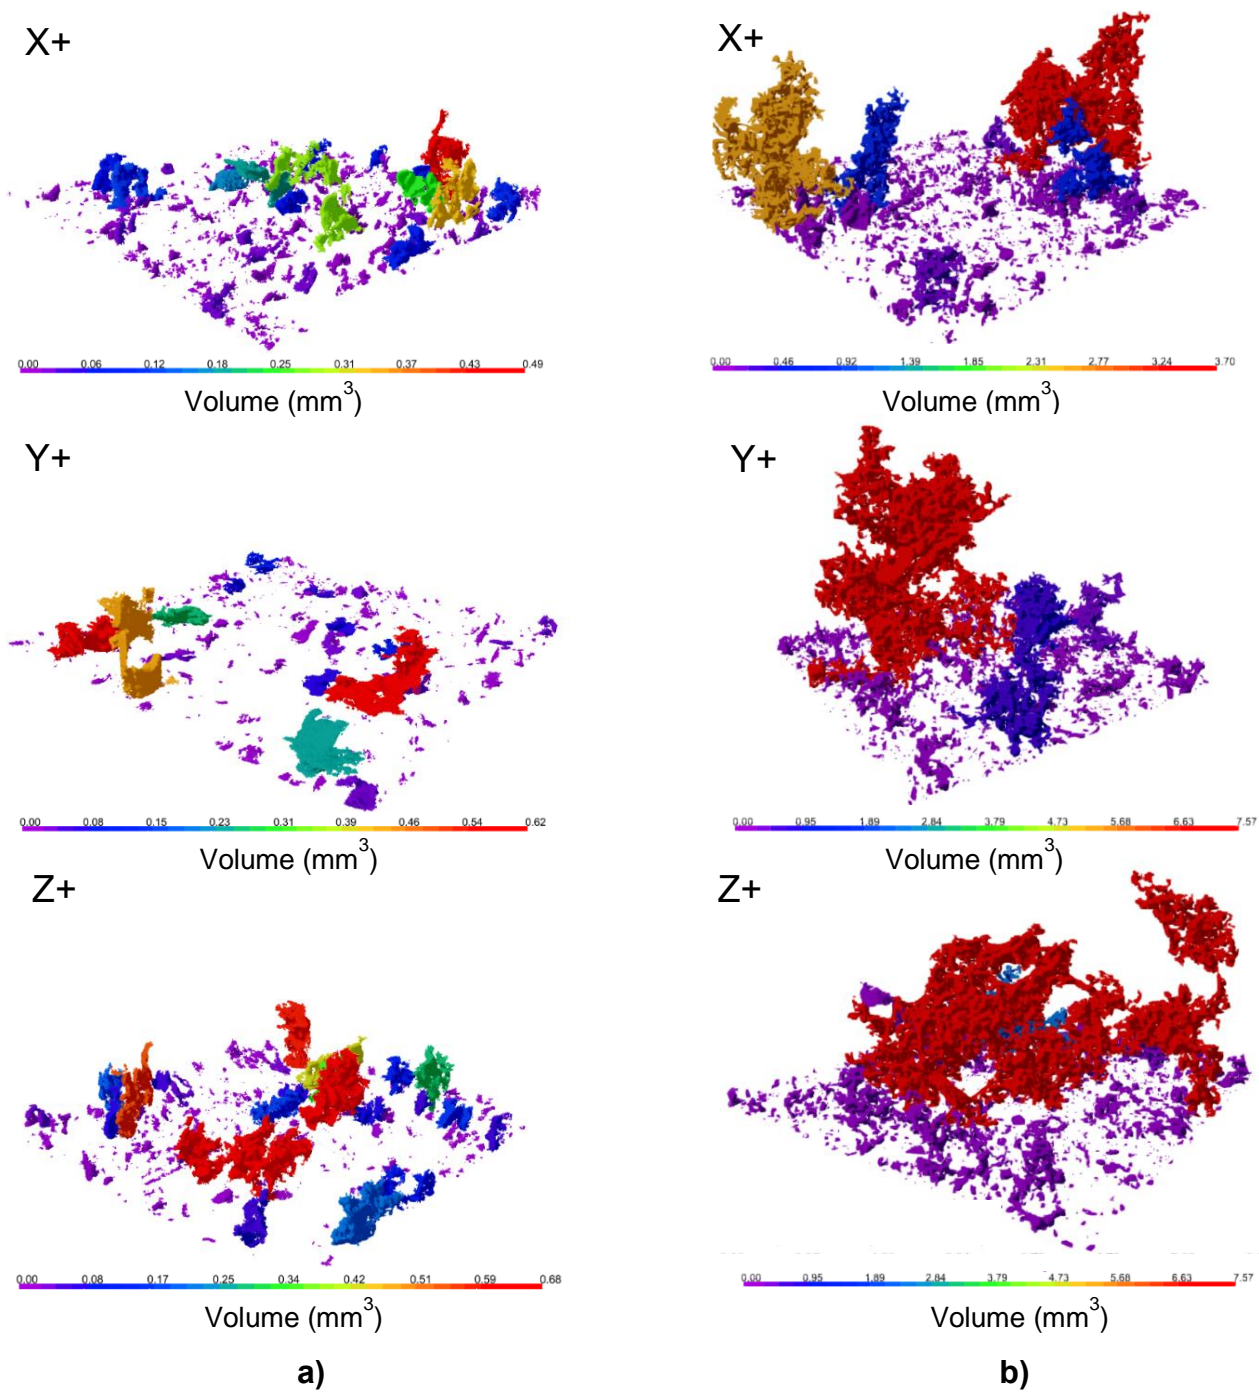 X+
X+
0.00 0.06 0.12 0.18 0.25 0.31 0.37 0.43 0.49
Volume (mm³)
0.00 0.46 0.92 1.39 1.85 2.31 2.77 3.24 3.70
Volume (mm³)
Y+
Y+
0.00 0.08 0.15 0.23 0.31 0.39 0.46 0.54 0.62
Volume (mm³)
0.00 0.95 1.89 2.84 3.79 4.73 5.68 6.63 7.57
Volume (mm³)
Z+
Z+
0.00 0.08 0.17 0.25 0.34 0.42 0.51 0.59 0.68
Volume (mm³)
0.00 0.95 1.89 2.84 3.79 4.73 5.68 6.63 7.57
Volume (mm³)
a)
b)